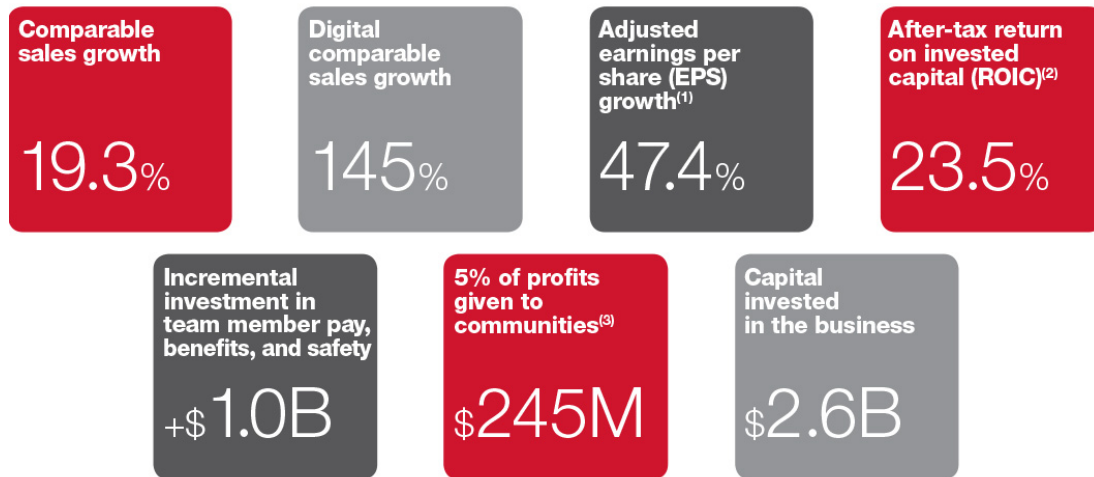 Comparable
sales growth
19.3%
Digital
comparable
sales growth
145%
Adjusted
earnings per
share (EPS)
growth(1)
47.4%
After-tax return
on invested
capital (ROIC)(2)
23.5%
Incremental
investment in
team member pay,
benefits, and safety
+$1.0B
5% of profits
given to
communities(3)
$245M
Capital
invested
in the business
$2.6B